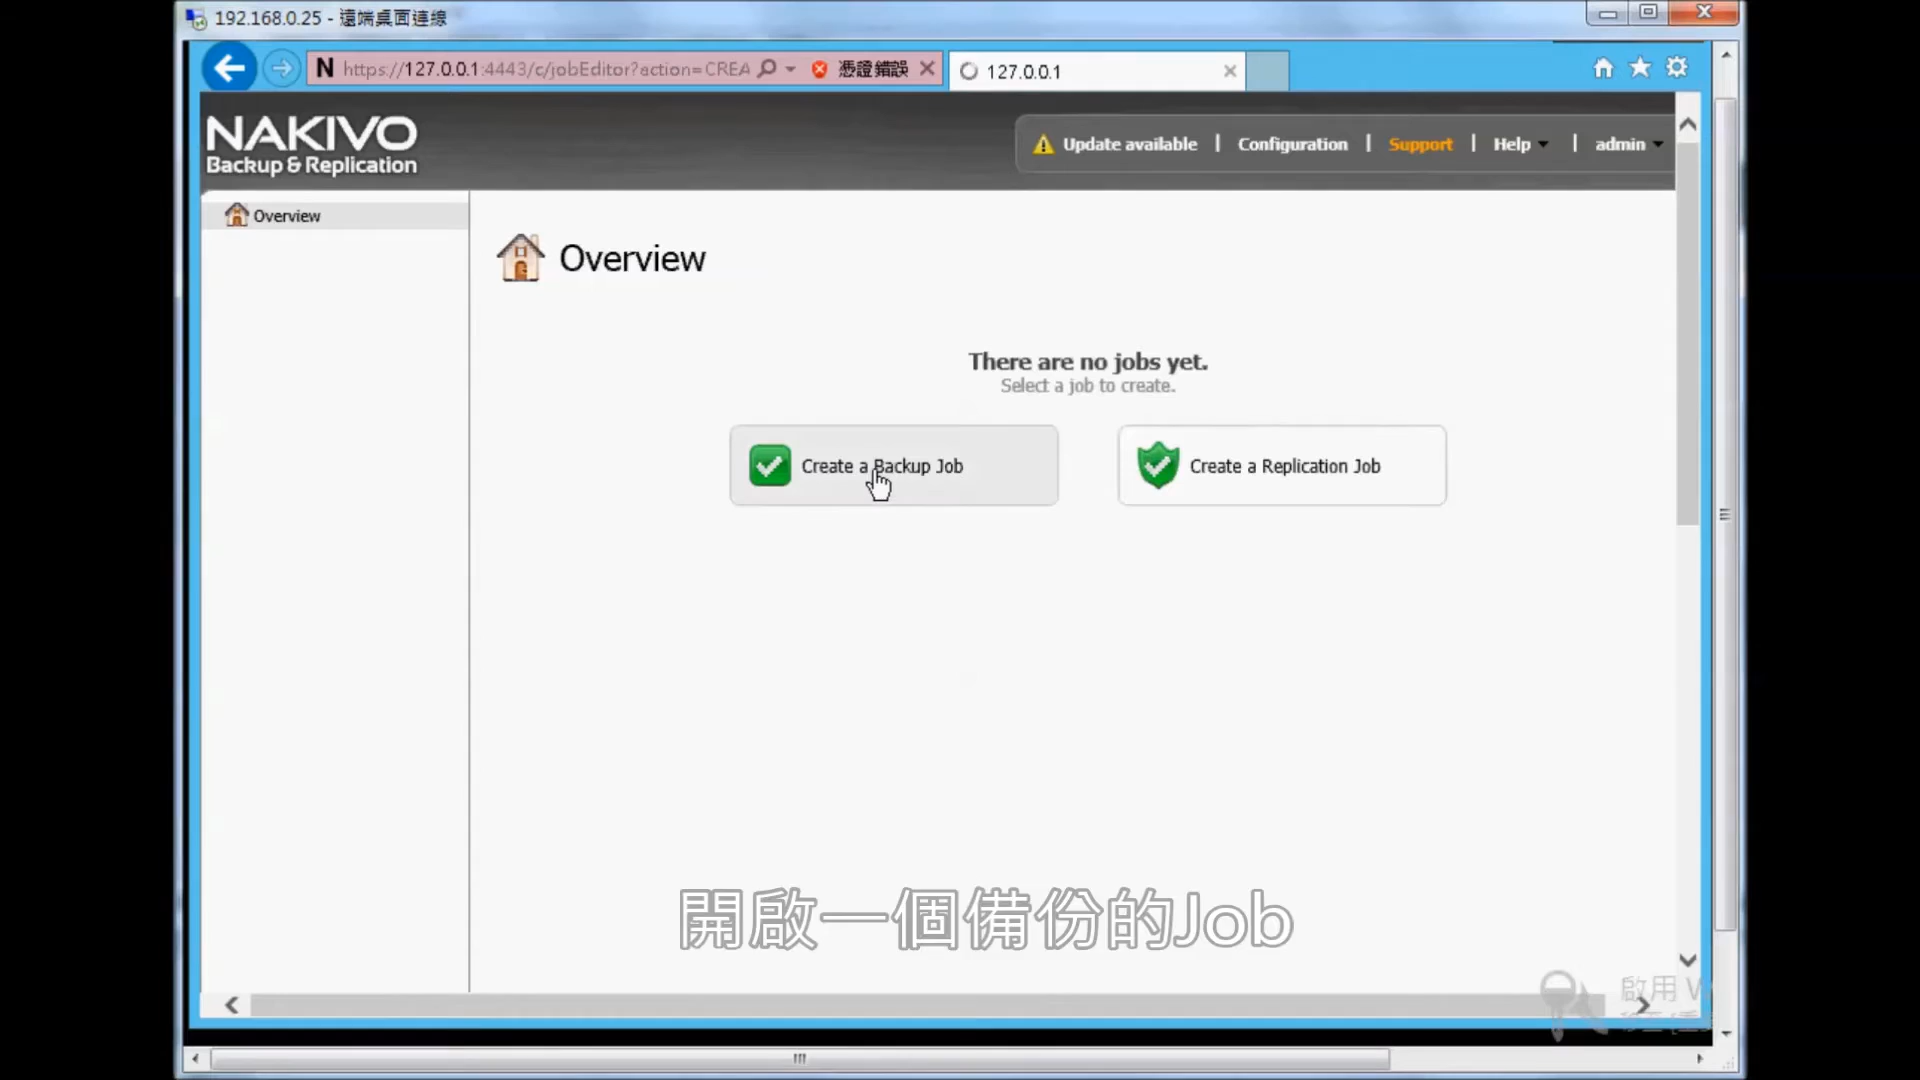 192.168.0.25 - 遠端桌面連線
N https://127.0.0.1:4443/c/jobEditor?action=CREA 憑證錯誤 127.0.0.1
NAKIVO
Backup & Replication
Update available | Configuration | Support | Help | admin
Overview
Overview
There are no jobs yet.
Select a job to create.
Create a Backup Job
Create a Replication Job
開啟一個備份的Job
啟用 W